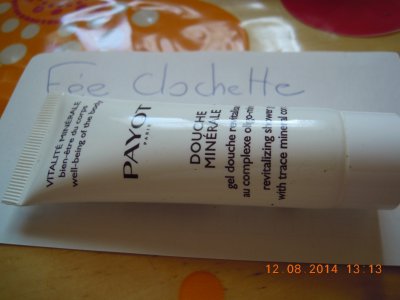 Fée Clochette
VITALITÉ MINÉRALE
bien-être du corps
well-being of the body
PAYOT
PARIS
DOUCHE
MINÉRALE
gel douche
au complexe
revitalizing shower
with trace mineral
12.08.2014 13:13